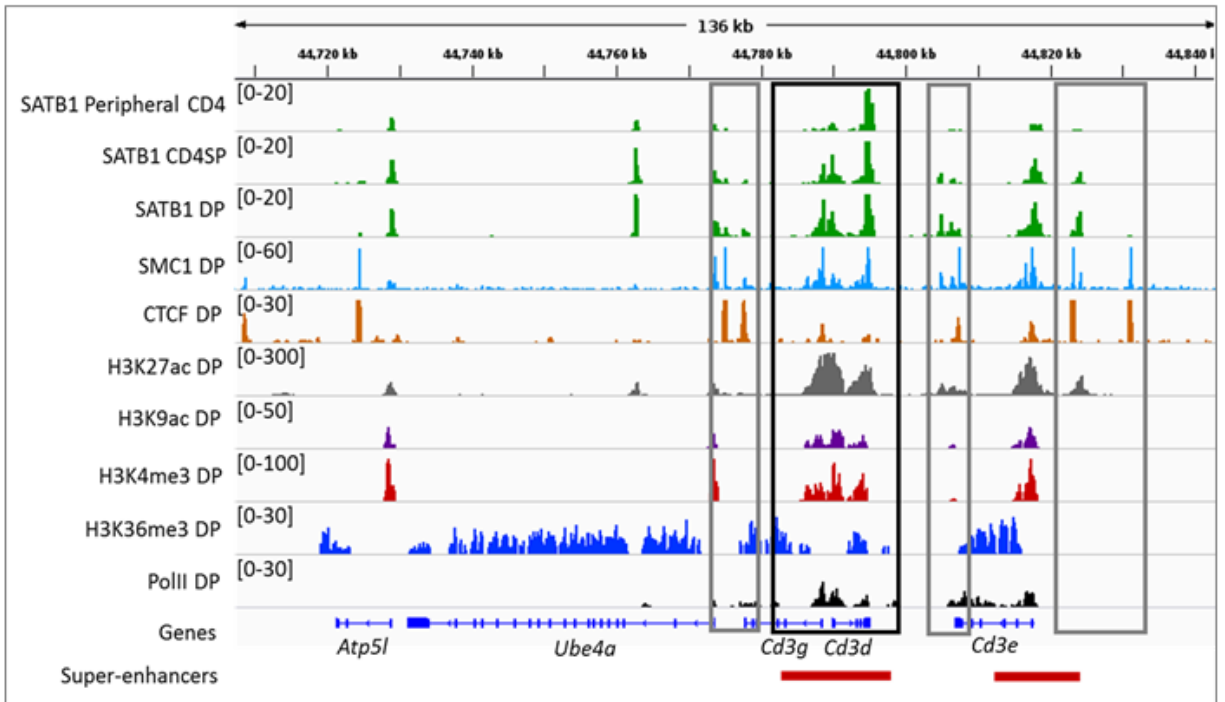 136 kb
44,720 kb 44,740 kb 44,760 kb 44,780 kb 44,800 kb 44,820 kb 44,840
SATB1 Peripheral CD4 [0-20]
SATB1 CD4SP [0-20]
SATB1 DP [0-20]
SMC1 DP [0-60]
CTCF DP [0-30]
H3K27ac DP [0-300]
H3K9ac DP [0-50]
H3K4me3 DP [0-100]
H3K36me3 DP [0-30]
PolII DP [0-30]
Genes
Atp5l Ube4a Cd3g Cd3d Cd3e
Super-enhancers